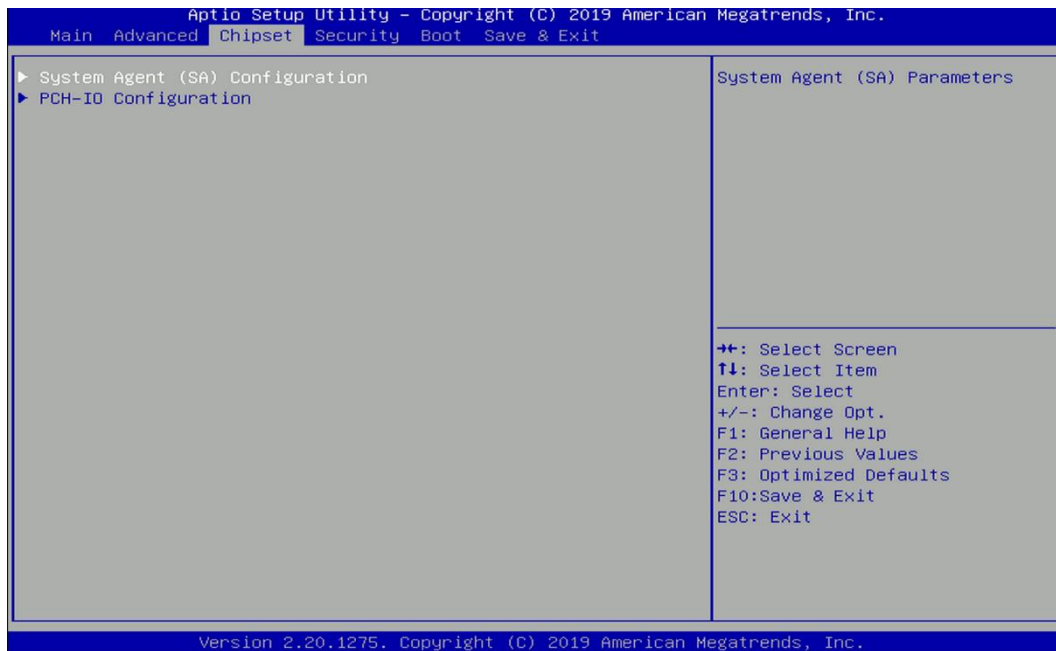 Aptio Setup Utility – Copyright (C) 2019 American Megatrends, Inc.
Main Advanced Chipset Security Boot Save & Exit
▶ System Agent (SA) Configuration
▶ PCH-IO Configuration
System Agent (SA) Parameters
→←: Select Screen
↑↓: Select Item
Enter: Select
+/-: Change Opt.
F1: General Help
F2: Previous Values
F3: Optimized Defaults
F10:Save & Exit
ESC: Exit
Version 2.20.1275. Copyright (C) 2019 American Megatrends, Inc.